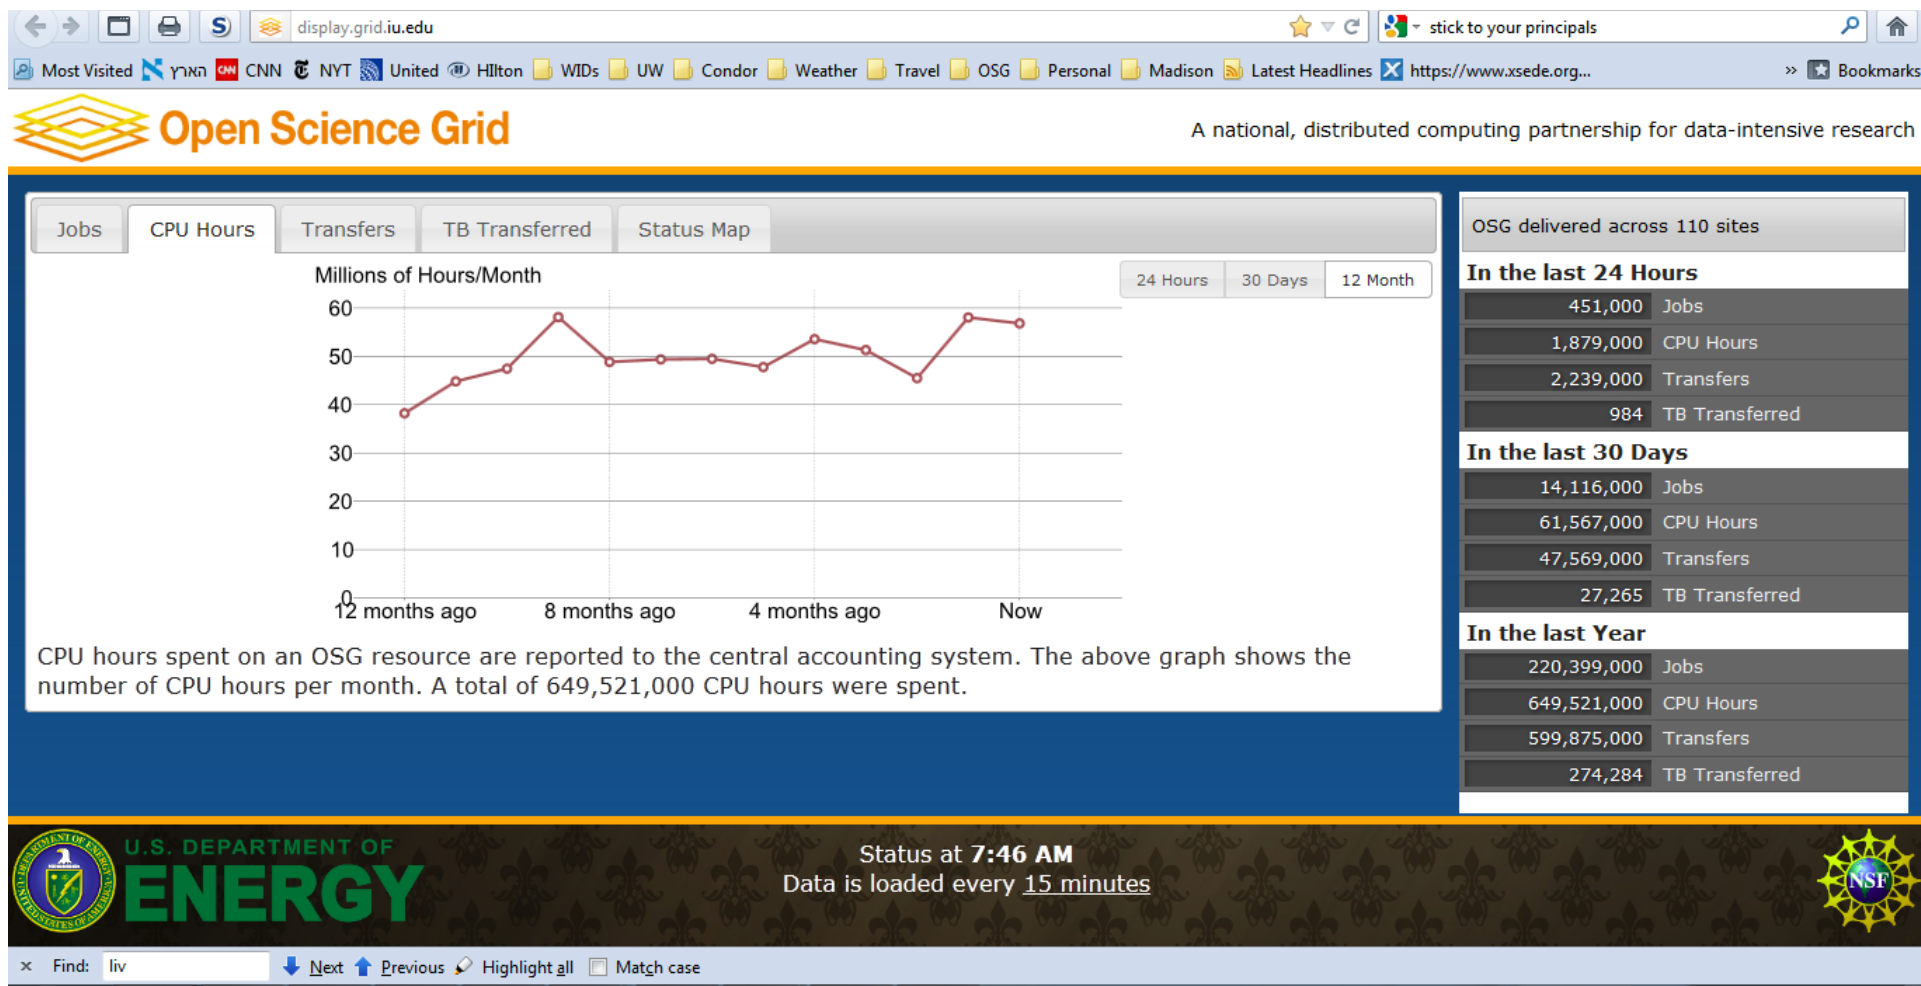 display.grid.iu.edu
stick to your principals
Most Visited ניתאה CNN NYT United HIlton WIDs UW Condor Weather Travel OSG Personal Madison Latest Headlines https://www.xsede.org... » Bookmarks
Open Science Grid
A national, distributed computing partnership for data-intensive research
Jobs CPU Hours Transfers TB Transferred Status Map
Millions of Hours/Month
24 Hours 30 Days 12 Month
60
50
40
30
20
10
0
12 months ago 8 months ago 4 months ago Now
CPU hours spent on an OSG resource are reported to the central accounting system. The above graph shows the
number of CPU hours per month. A total of 649,521,000 CPU hours were spent.
OSG delivered across 110 sites
In the last 24 Hours
451,000 Jobs
1,879,000 CPU Hours
2,239,000 Transfers
984 TB Transferred
In the last 30 Days
14,116,000 Jobs
61,567,000 CPU Hours
47,569,000 Transfers
27,265 TB Transferred
In the last Year
220,399,000 Jobs
649,521,000 CPU Hours
599,875,000 Transfers
274,284 TB Transferred
U.S. DEPARTMENT OF
ENERGY
Status at 7:46 AM
Data is loaded every 15 minutes
NSF
× Find: liv Next Previous Highlight all Match case